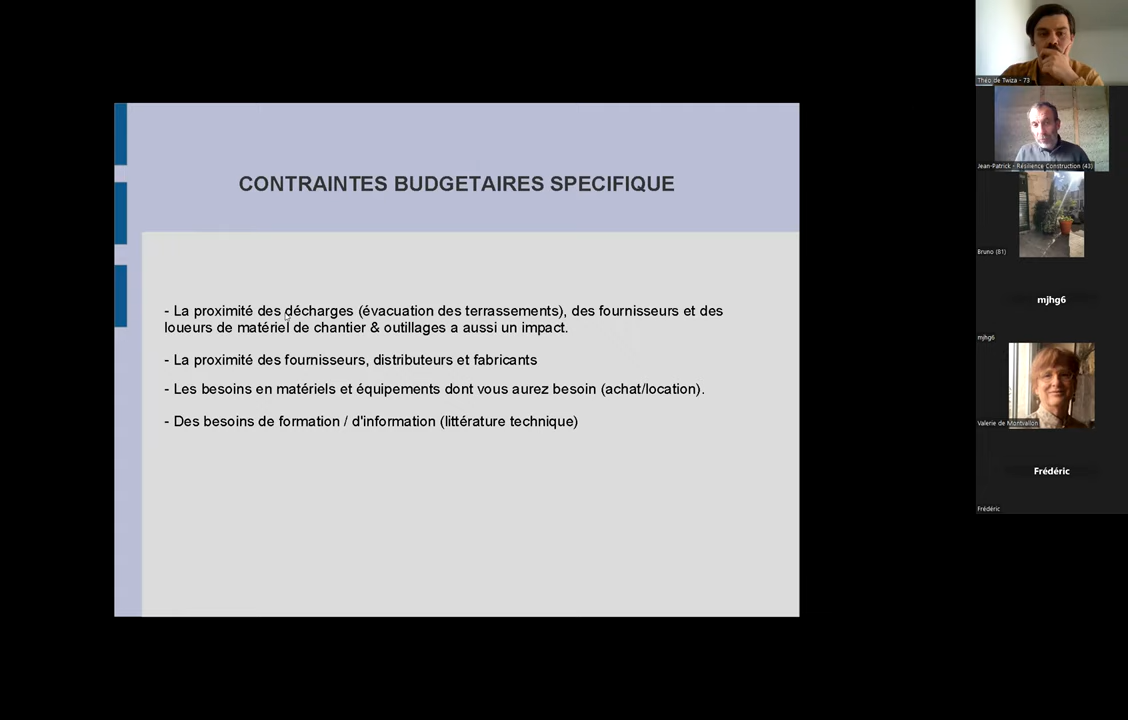 CONTRAINTES BUDGETAIRES SPECIFIQUE
- La proximité des décharges (évacuation des terrassements), des fournisseurs et des
loueurs de matériel de chantier & outillages a aussi un impact.
- La proximité des fournisseurs, distributeurs et fabricants
- Les besoins en matériels et équipements dont vous aurez besoin (achat/location).
- Des besoins de formation / d'information (littérature technique)
Théo de Twiza - 73
Jean-Patrick - Résilience Construction (43)
Bruno (81)
mjhg6
mjhg6
Valerie de Montvallon
Frédéric
Frédéric